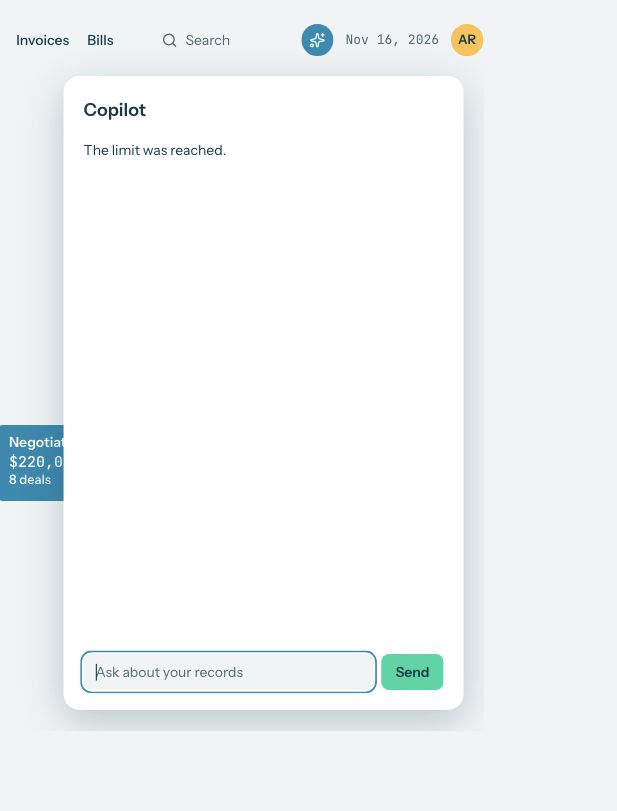 Invoices Bills Search Nov 16, 2026 AR
Copilot
The limit was reached.
8 deals
Ask about your records Send